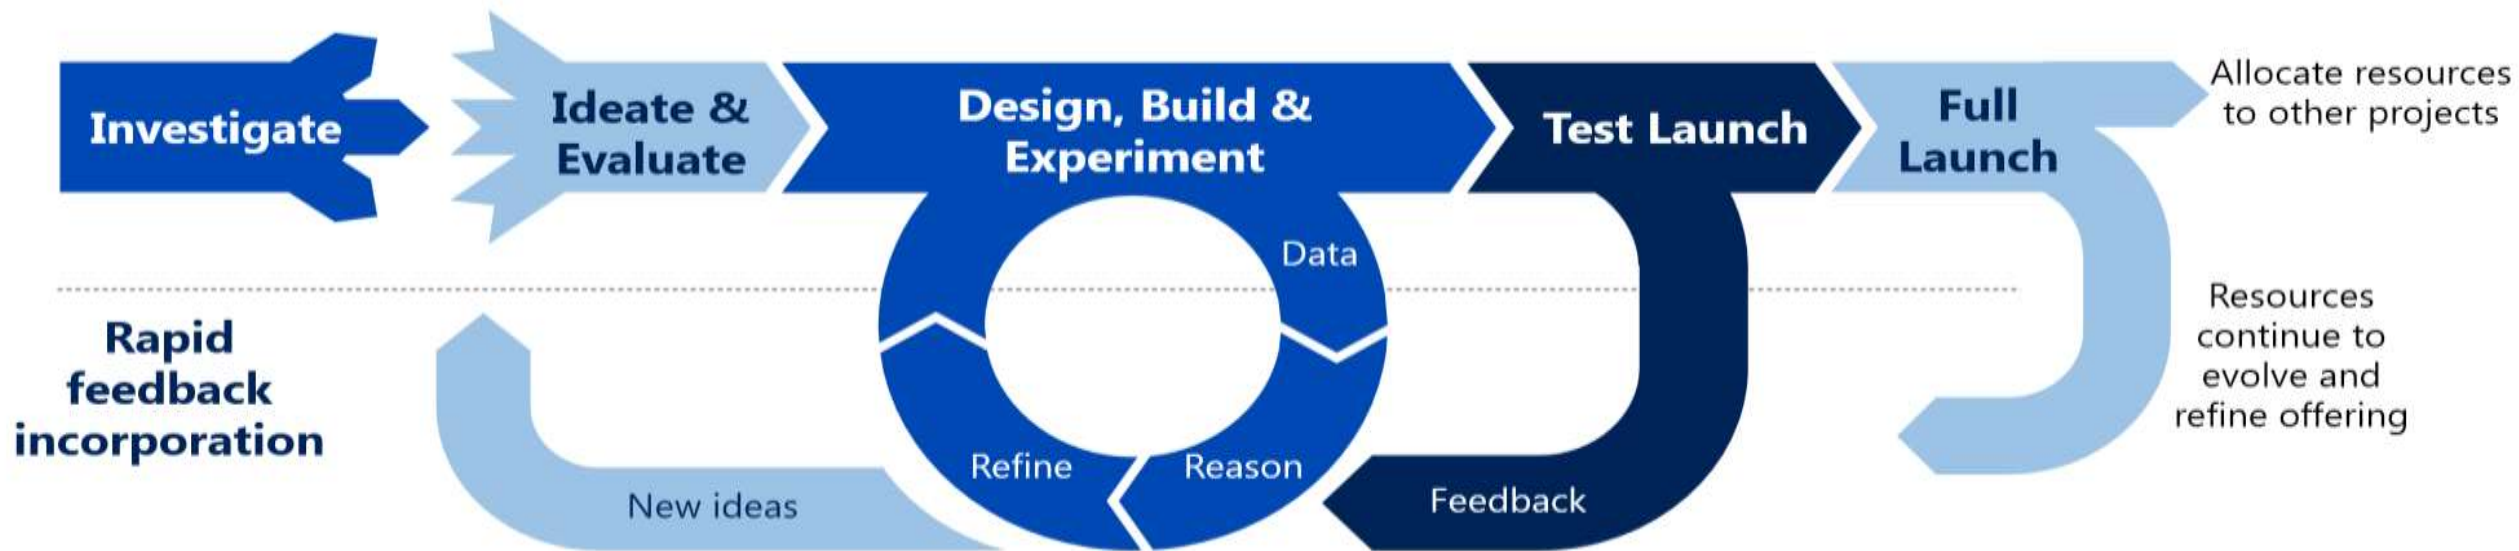 Investigate
Ideate &
Evaluate
Design, Build &
Experiment
Test Launch
Full
Launch
Allocate resources
to other projects
Data
Rapid
feedback
incorporation
Resources
continue to
evolve and
refine offering
Refine
Reason
New ideas
Feedback